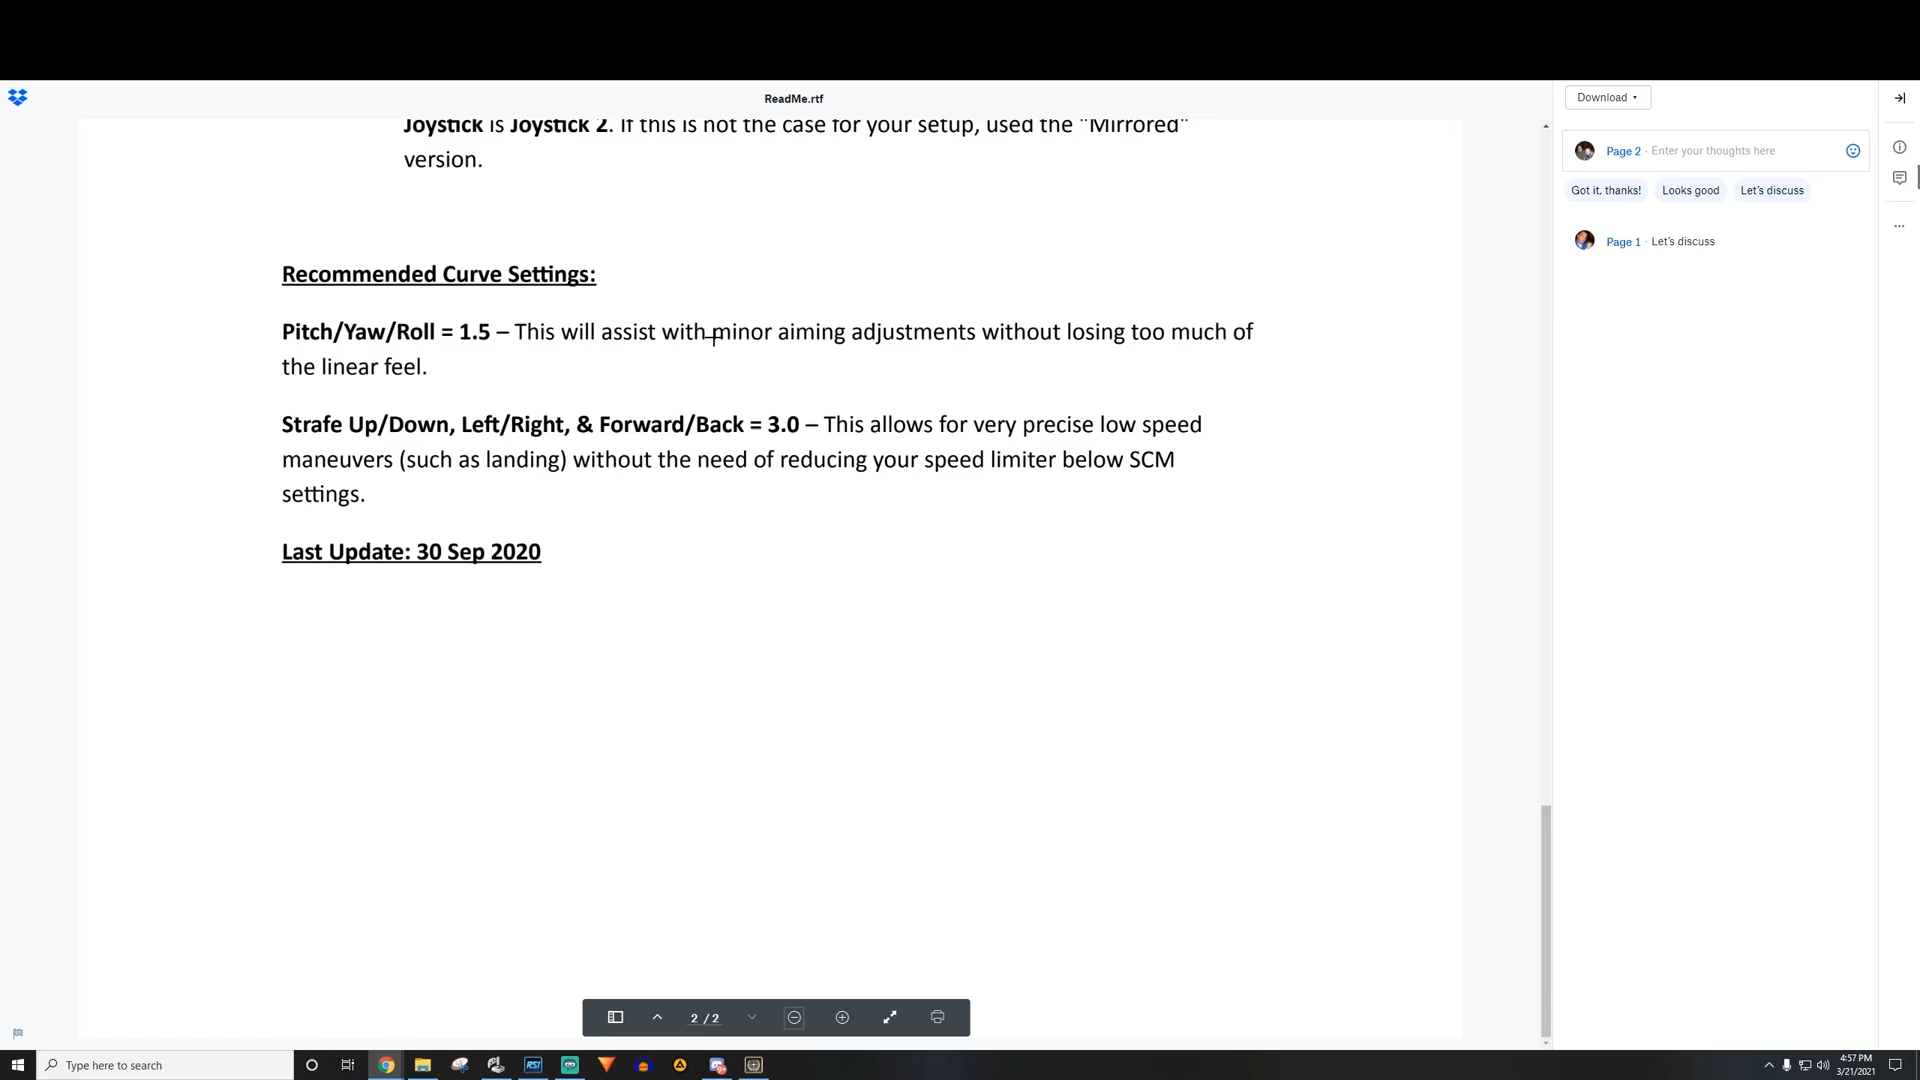 ReadMe.rtf
Download
Joystick is Joystick 2. If this is not the case for your setup, used the "Mirrored"
version.
Page 2 · Enter your thoughts here
Got it, thanks! Looks good Let's discuss
Page 1 · Let's discuss
Recommended Curve Settings:
Pitch/Yaw/Roll = 1.5 – This will assist with minor aiming adjustments without losing too much of
the linear feel.
Strafe Up/Down, Left/Right, & Forward/Back = 3.0 – This allows for very precise low speed
maneuvers (such as landing) without the need of reducing your speed limiter below SCM
settings.
Last Update: 30 Sep 2020
2 / 2
Type here to search
RSI
4:57 PM
3/21/2021